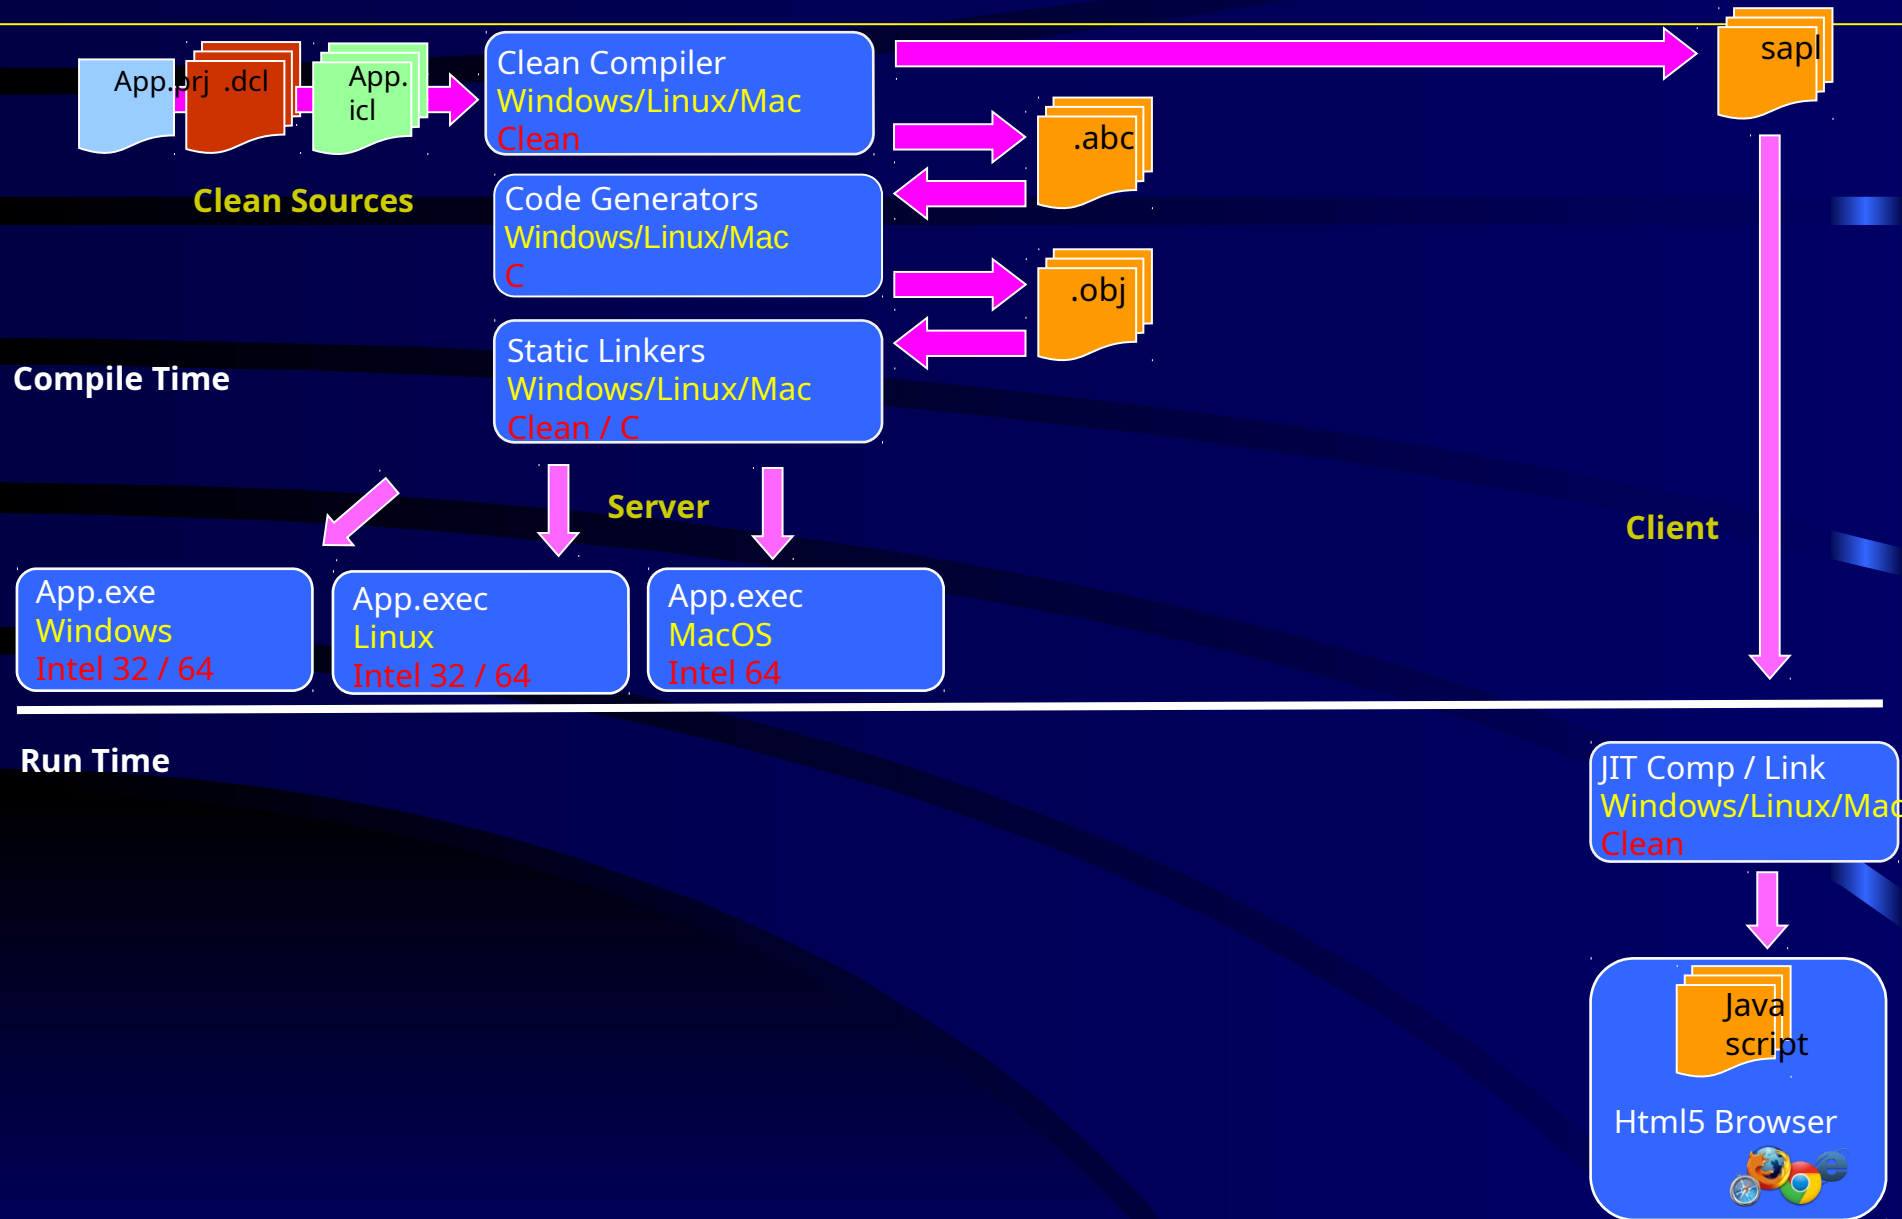 App.prj
.dcl
App.
icl
Clean Compiler
Windows/Linux/Mac
Clean
sapl
.abc
Clean Sources
Code Generators
Windows/Linux/Mac
C
.obj
Static Linkers
Windows/Linux/Mac
Clean / C
Compile Time
Server
Client
App.exe
Windows
Intel 32 / 64
App.exec
Linux
Intel 32 / 64
App.exec
MacOS
Intel 64
Run Time
JIT Comp / Link
Windows/Linux/Mac
Clean
Java
script
Html5 Browser